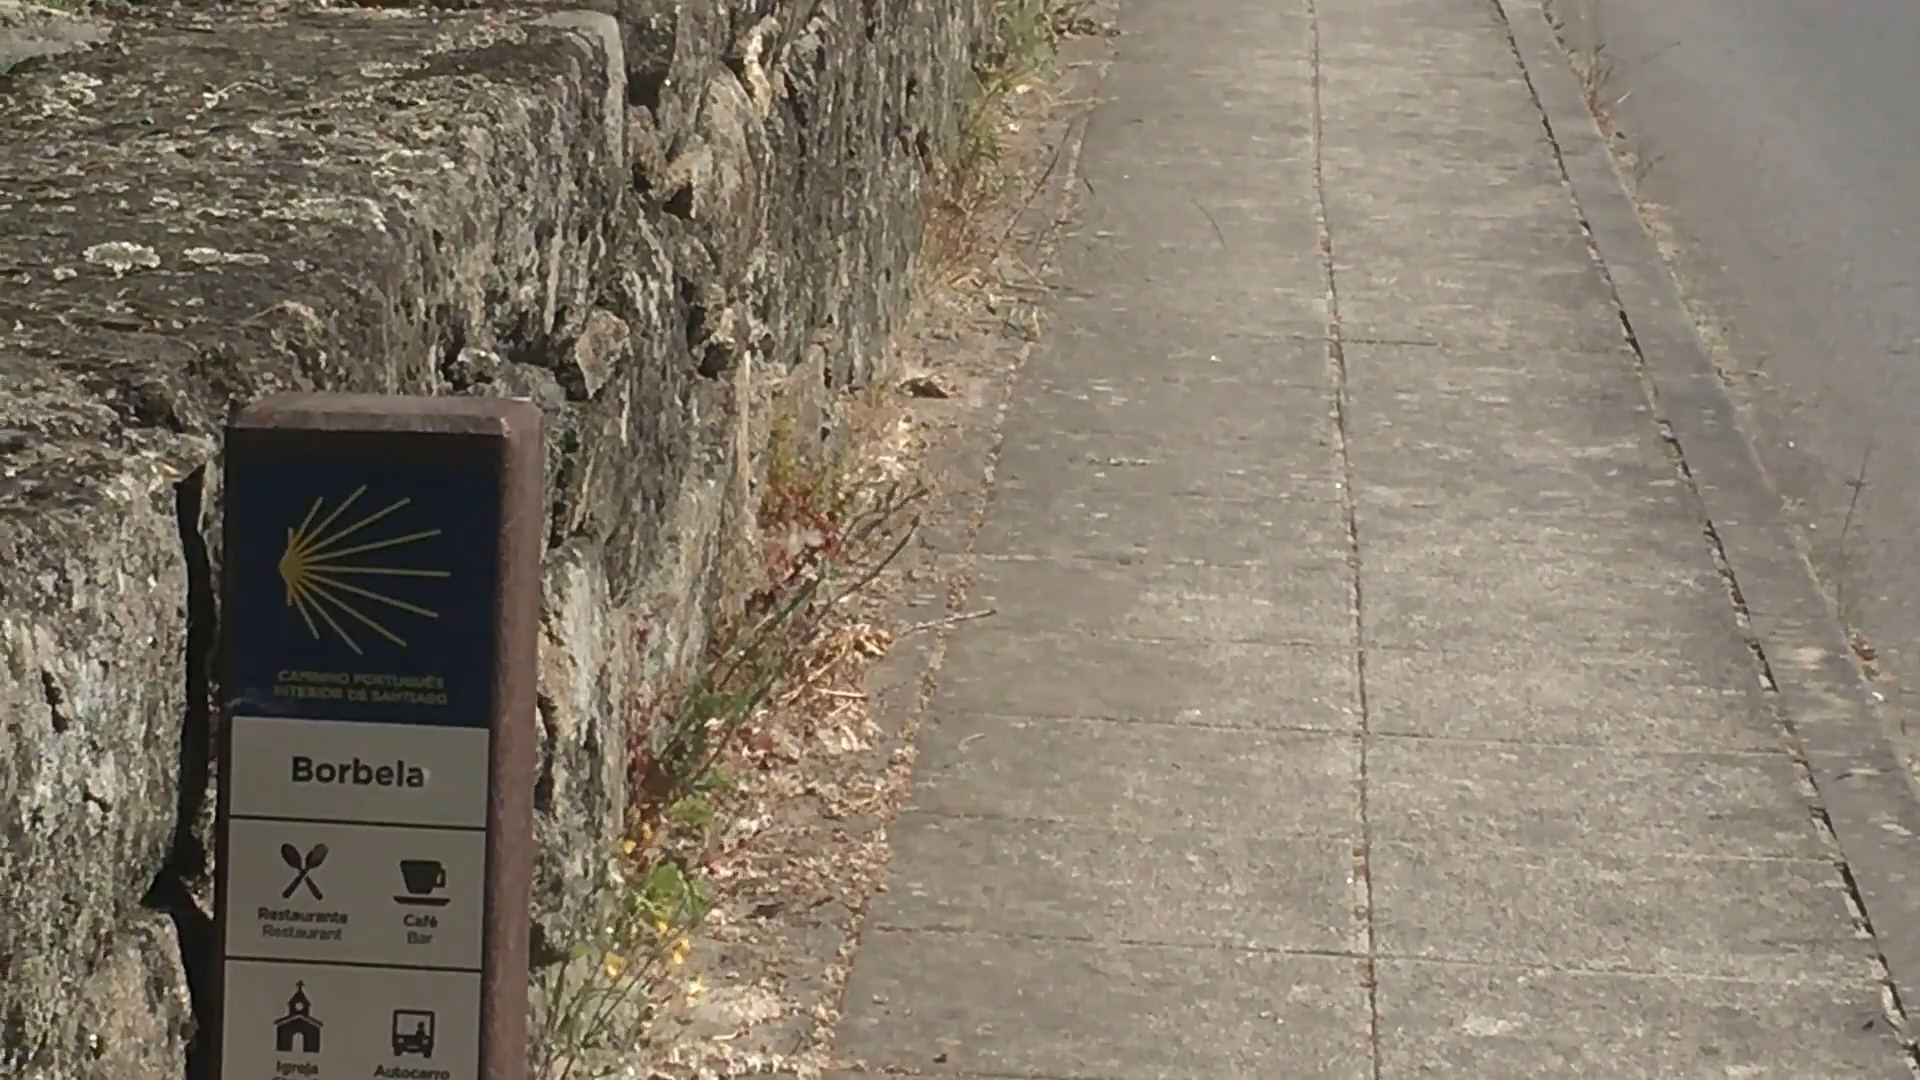 CAMINHO PORTUGUÊS
INTERIOR DE SANTIAGO
Borbela
Restaurante
Restaurant
Café
Bar
Igreja
Autocarro